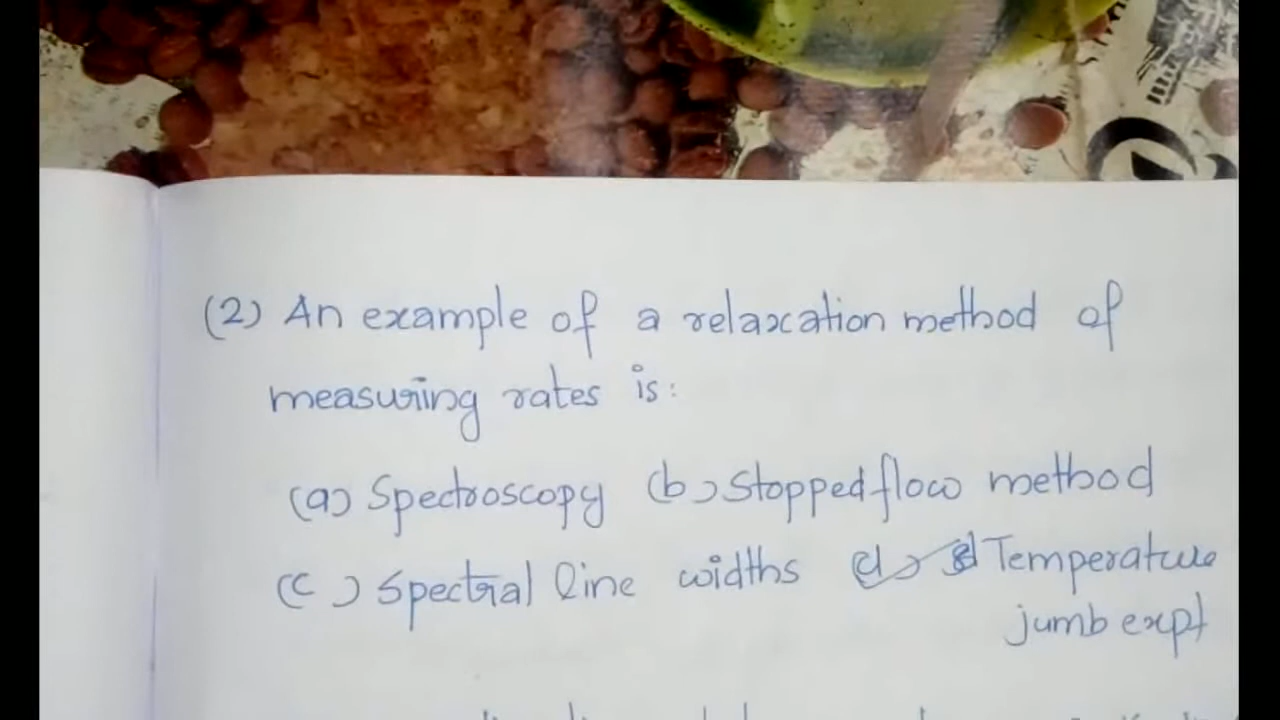 (2) An example of a relaxation method of
measuring rates is:
(a) Spectroscopy (b) Stopped flow method
(c) Spectral line widths (d) Temperature
jumb expt